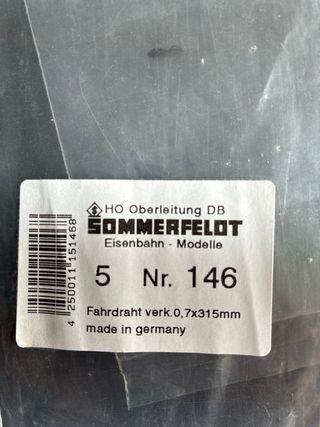 HO Oberleitung DB
SOMMERFELDT
Eisenbahn - Modelle
5 Nr. 146
Fahrdraht verk.0,7x315mm
made in germany
4 250011 151468